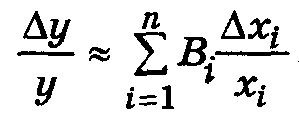 Δy/y ≈ ∑_{i=1}^{n} B_i Δx_i/x_i